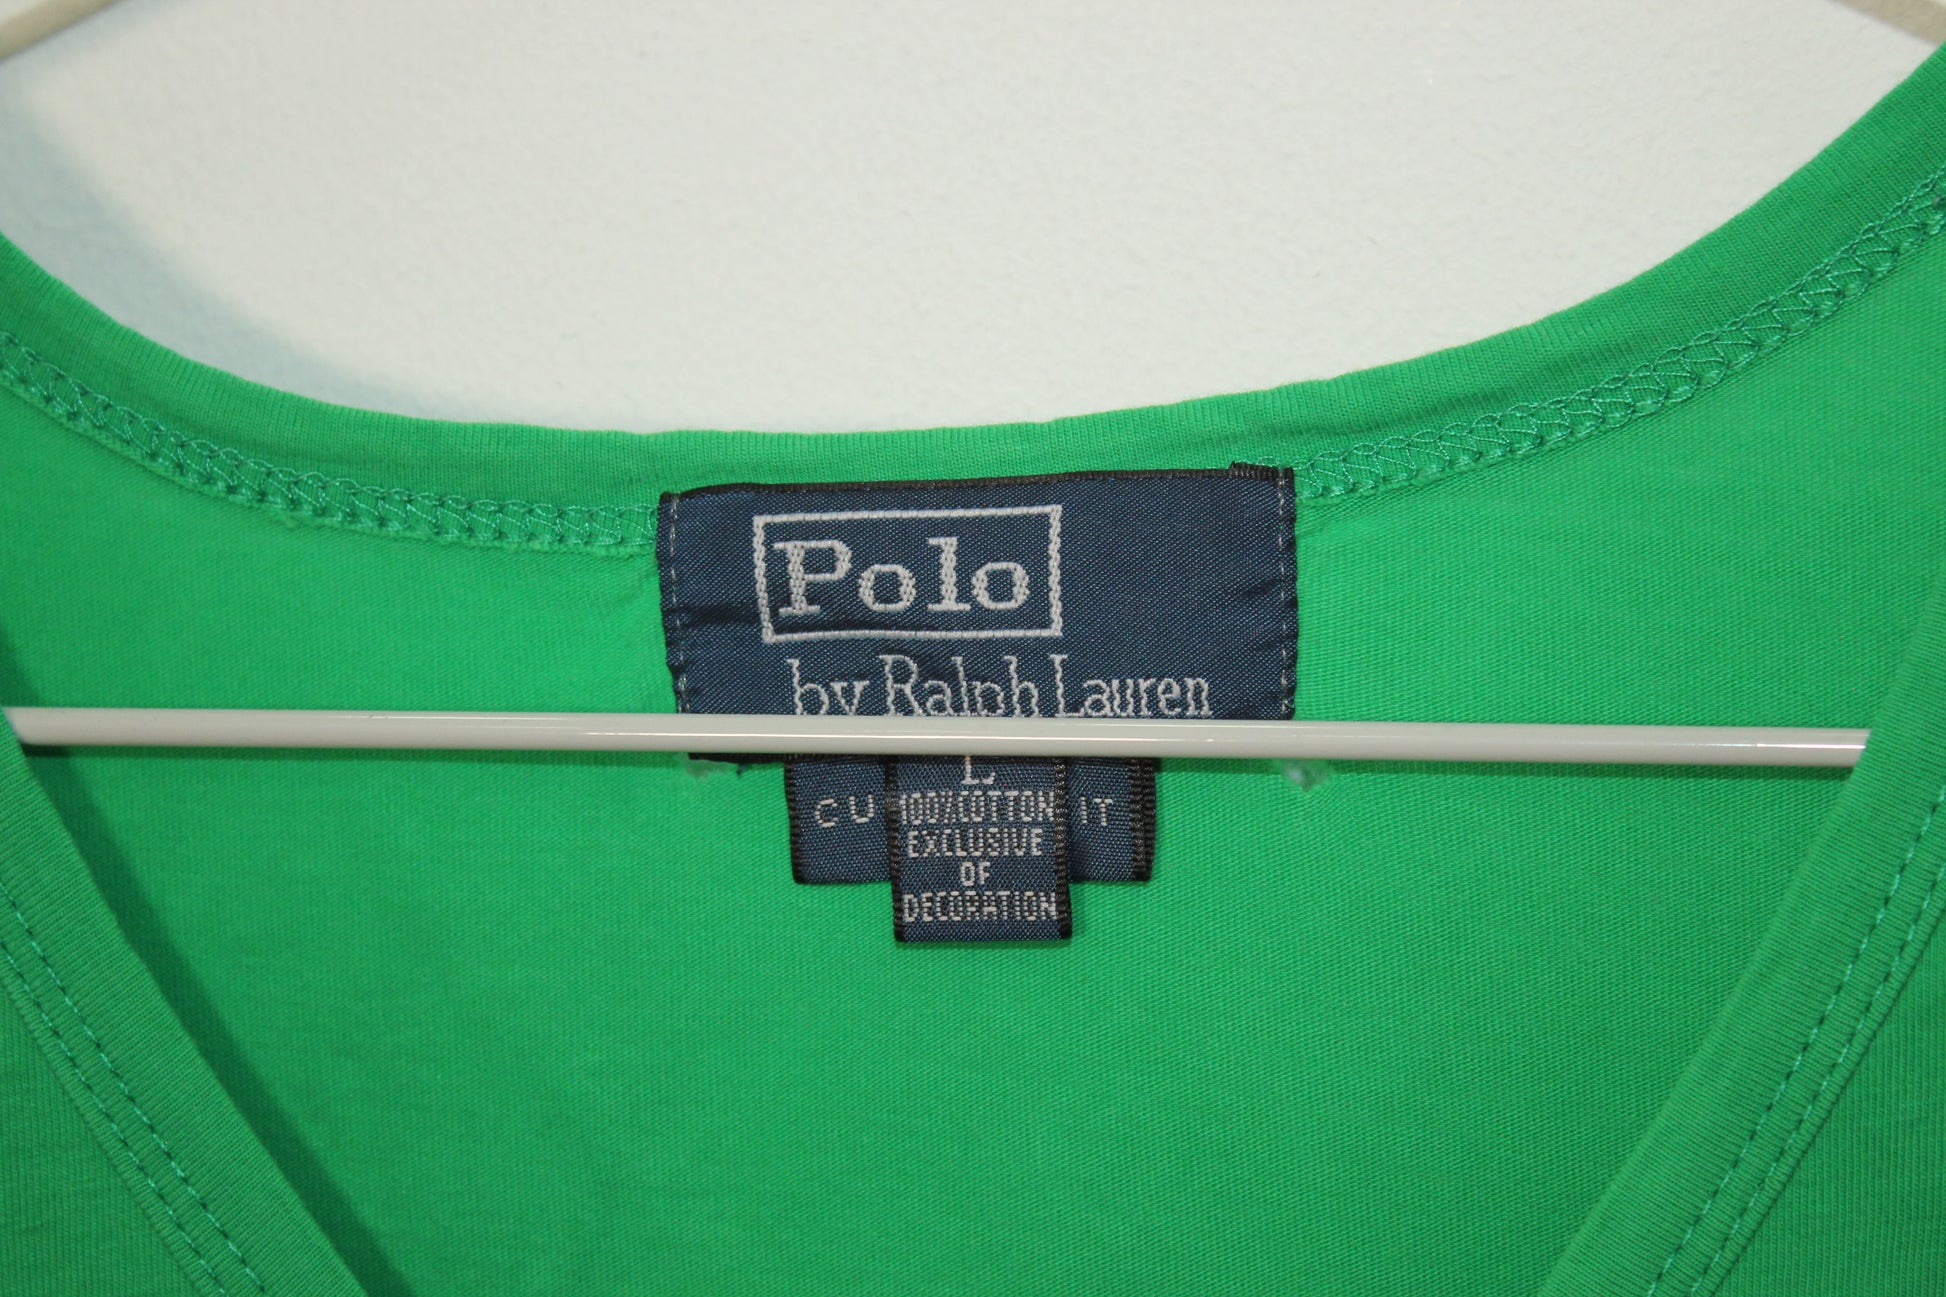 Polo
by Ralph Lauren
L
CU IT
100%COTTON
EXCLUSIVE
OF
DECORATION